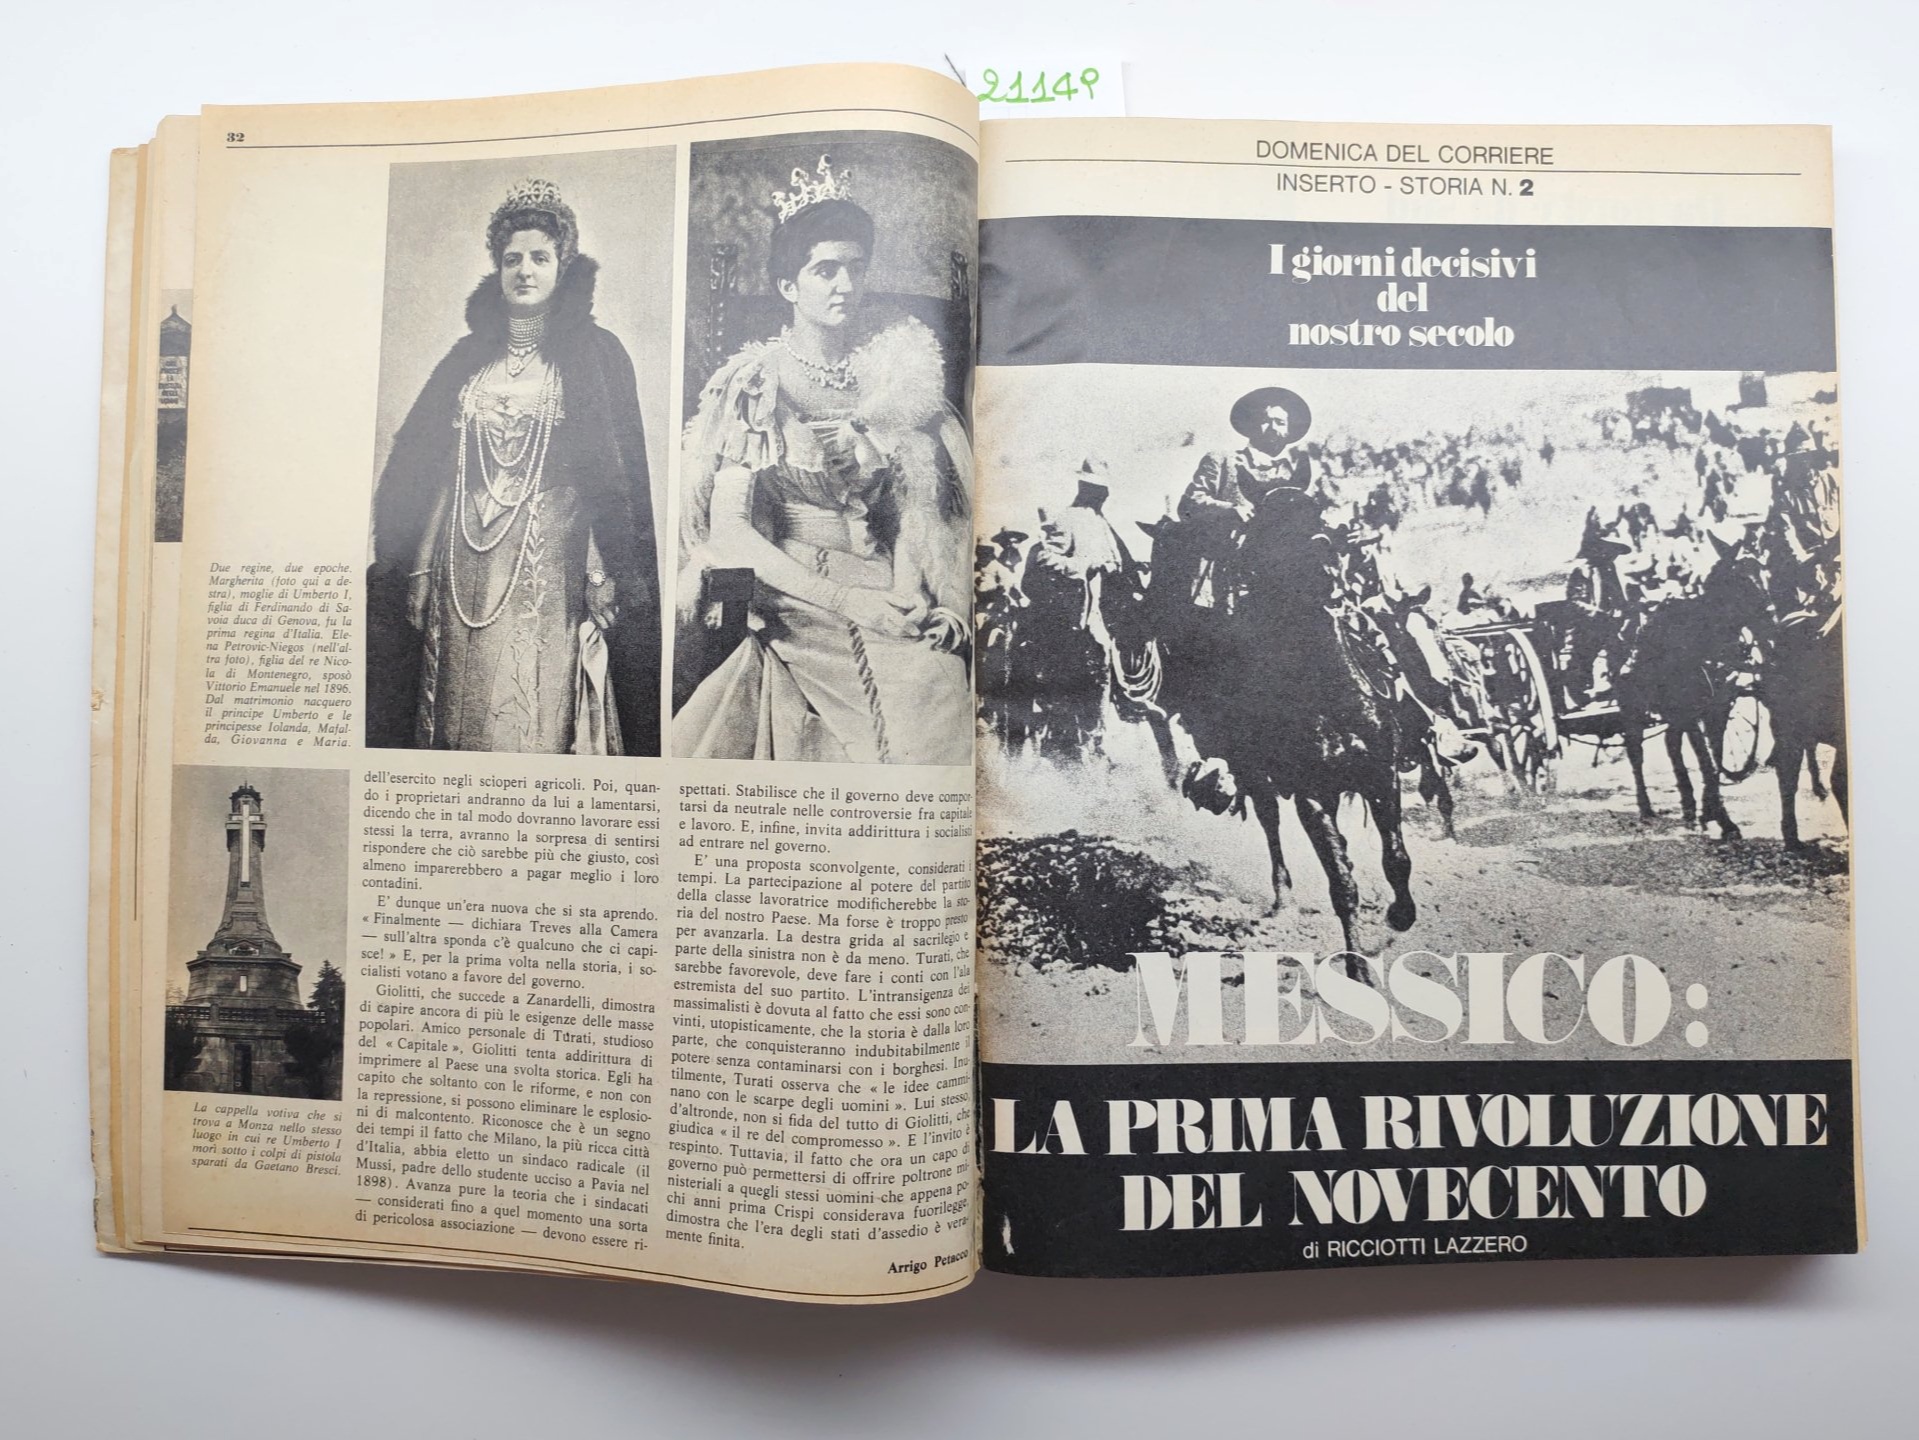 21149
32
Due regine, due epoche.
Margherita (foto qui a de-
stra), moglie di Umberto I,
figlia di Ferdinando di Sa-
voia duca di Genova, fu la
prima regina d'Italia. Ele-
na Petrovic-Niegos (nell'al-
tra foto), figlia del re Nico-
la di Montenegro, sposò
Vittorio Emanuele nel 1896.
Dal matrimonio nacquero
il principe Umberto e le
principesse Iolanda, Mafal-
da, Giovanna e Maria.
La cappella votiva che si
trova a Monza nello stesso
luogo in cui re Umberto I
morì sotto i colpi di pistola
sparati da Gaetano Bresci.
dell'esercito negli scioperi agricoli. Poi, quan-
do i proprietari andranno da lui a lamentarsi,
dicendo che in tal modo dovranno lavorare essi
stessi la terra, avranno la sorpresa di sentirsi
rispondere che ciò sarebbe più che giusto, così
almeno imparerebbero a pagar meglio i loro
contadini.
E' dunque un'era nuova che si sta aprendo.
« Finalmente — dichiara Treves alla Camera
— sull'altra sponda c'è qualcuno che ci capi-
sce! » E, per la prima volta nella storia, i so-
cialisti votano a favore del governo.
Giolitti, che succede a Zanardelli, dimostra
di capire ancora di più le esigenze delle masse
popolari. Amico personale di Turati, studioso
del « Capitale », Giolitti tenta addirittura di
imprimere al Paese una svolta storica. Egli ha
capito che soltanto con le riforme, e non con
la repressione, si possono eliminare le esplosio-
ni di malcontento. Riconosce che è un segno
dei tempi il fatto che Milano, la più ricca città
d'Italia, abbia eletto un sindaco radicale (il
Mussi, padre dello studente ucciso a Pavia nel
1898). Avanza pure la teoria che i sindacati
— considerati fino a quel momento una sorta
di pericolosa associazione — devono essere ri-
spettati. Stabilisce che il governo deve compor-
tarsi da neutrale nelle controversie fra capitale
e lavoro. E, infine, invita addirittura i socialisti
ad entrare nel governo.
E' una proposta sconvolgente, considerati i
tempi. La partecipazione al potere del partito
della classe lavoratrice modificherebbe la sto-
ria del nostro Paese. Ma forse è troppo presto
per avanzarla. La destra grida al sacrilegio e
parte della sinistra non è da meno. Turati, che
sarebbe favorevole, deve fare i conti con l'ala
estremista del suo partito. L'intransigenza dei
massimalisti è dovuta al fatto che essi sono con-
vinti, utopisticamente, che la storia è dalla loro
parte, che conquisteranno indubitabilmente il
potere senza contaminarsi con i borghesi. Inu-
tilmente, Turati osserva che « le idee cammi-
nano con le scarpe degli uomini ». Lui stesso,
d'altronde, non si fida del tutto di Giolitti, che
giudica « il re del compromesso ». E l'invito è
respinto. Tuttavia, il fatto che ora un capo di
governo può permettersi di offrire poltrone mi-
nisteriali a quegli stessi uomini che appena po-
chi anni prima Crispi considerava fuorilegge,
dimostra che l'era degli stati d'assedio è vera-
mente finita.
Arrigo Petacco
DOMENICA DEL CORRIERE
INSERTO - STORIA N. 2
I giorni decisivi
del
nostro secolo
MESSICO:
LA PRIMA RIVOLUZIONE
DEL NOVECENTO
di RICCIOTTI LAZZERO